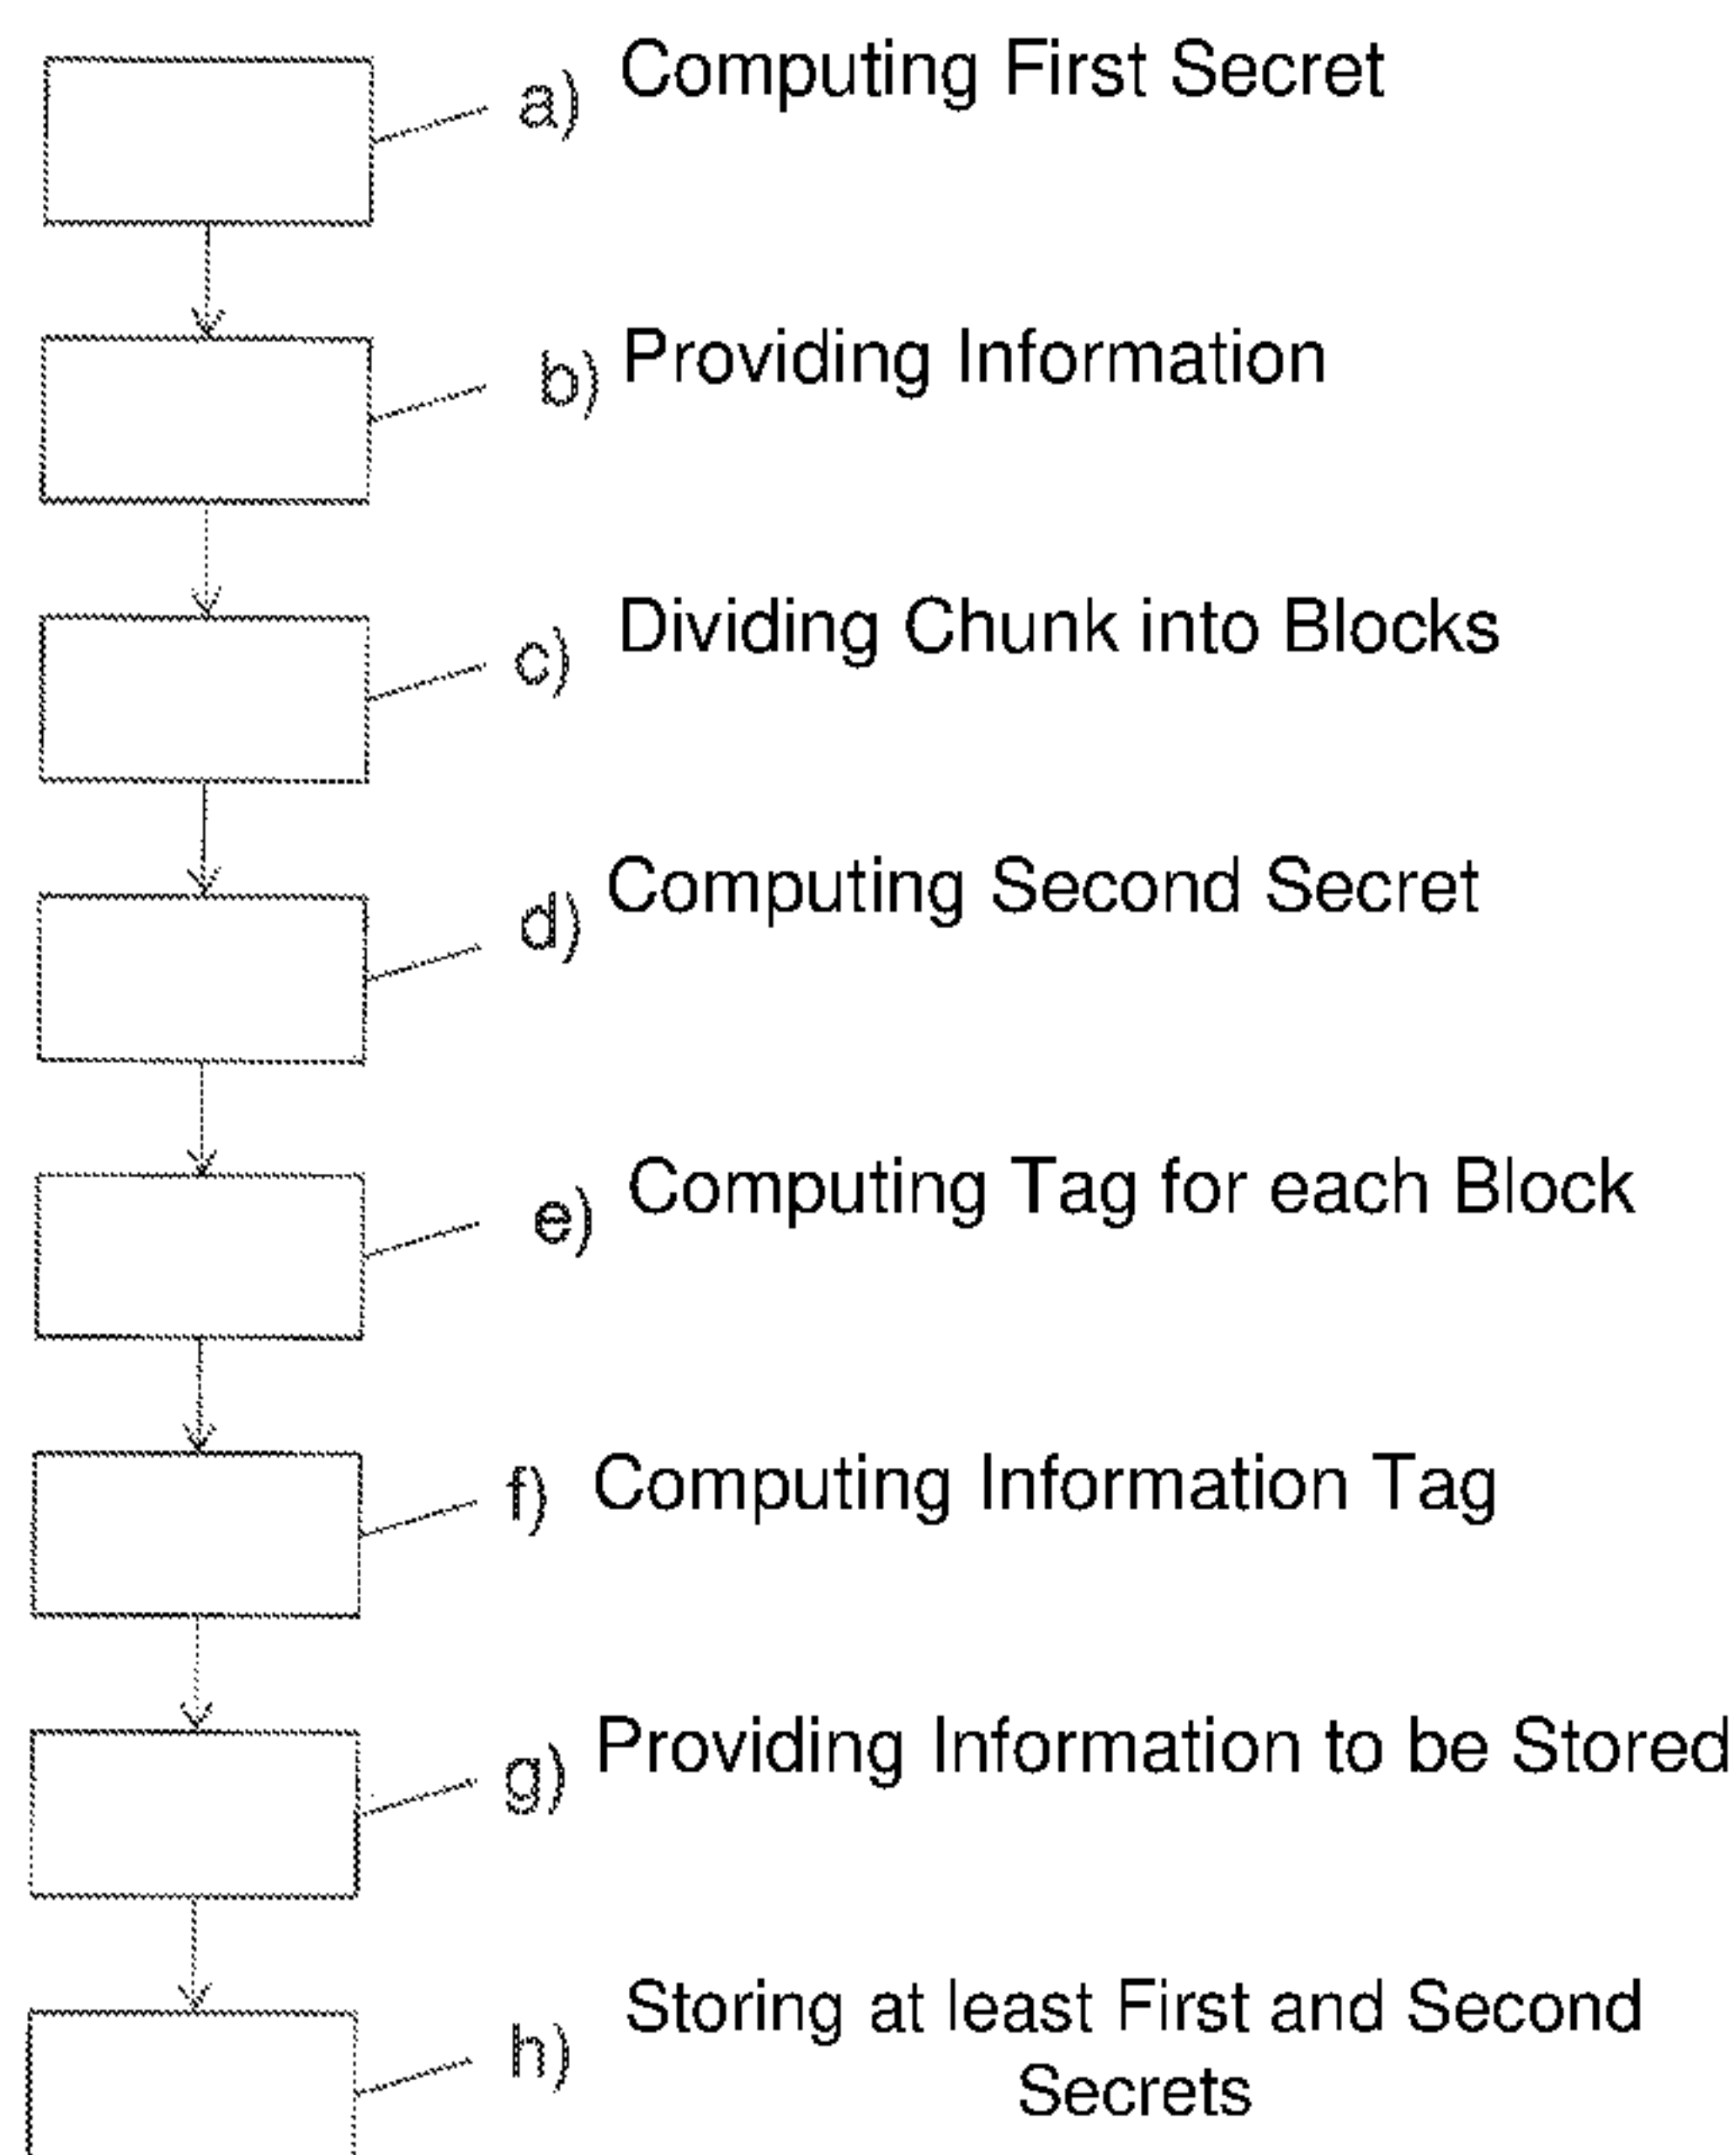 a) Computing First Secret
b) Providing Information
c) Dividing Chunk into Blocks
d) Computing Second Secret
e) Computing Tag for each Block
f) Computing Information Tag
g) Providing Information to be Stored
h) Storing at least First and Second
Secrets